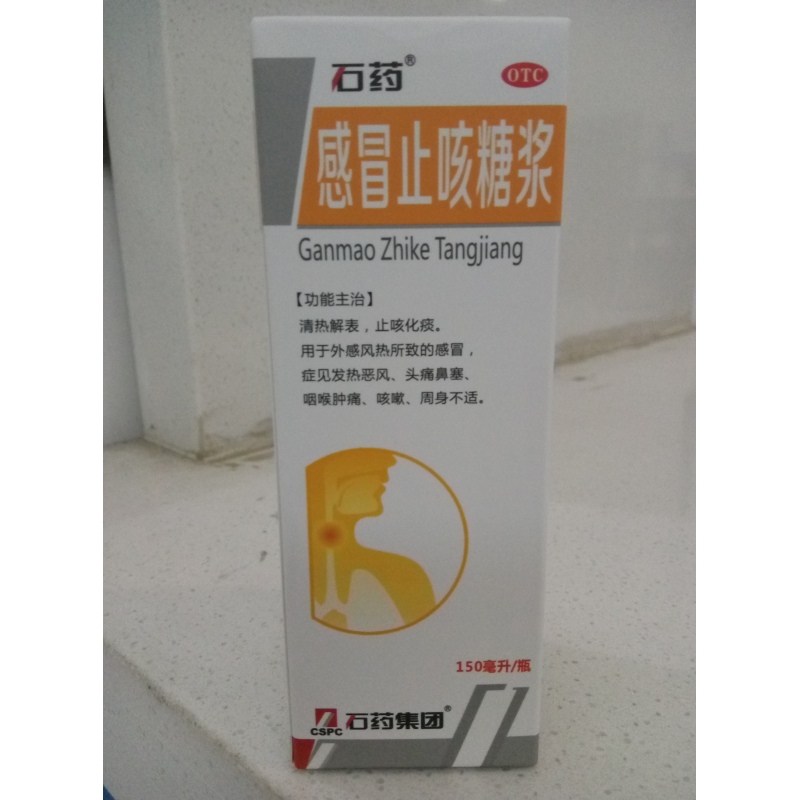 石药®
OTC
感冒止咳糖浆
Ganmao Zhike Tangjiang
【功能主治】
清热解表，止咳化痰。
用于外感风热所致的感冒，
症见发热恶风、头痛鼻塞、
咽喉肿痛、咳嗽、周身不适。
150毫升/瓶
CSPC 石药集团®